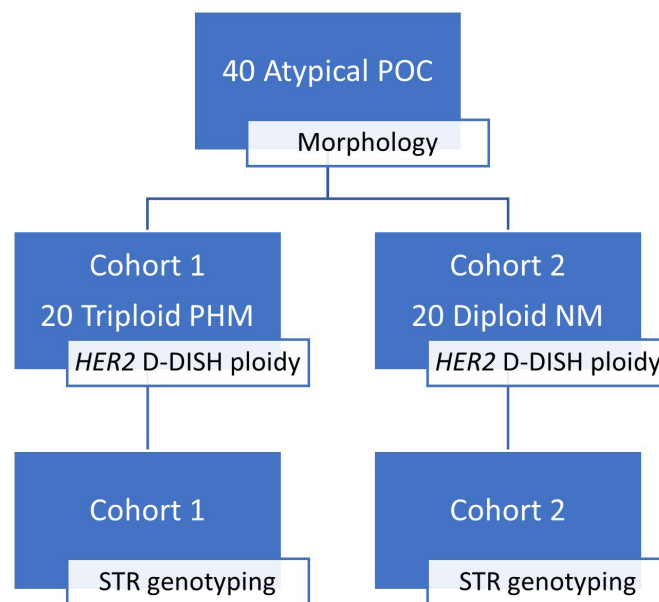 40 Atypical POC
Morphology
Cohort 1
20 Triploid PHM
HER2 D-DISH ploidy
Cohort 2
20 Diploid NM
HER2 D-DISH ploidy
Cohort 1
STR genotyping
Cohort 2
STR genotyping